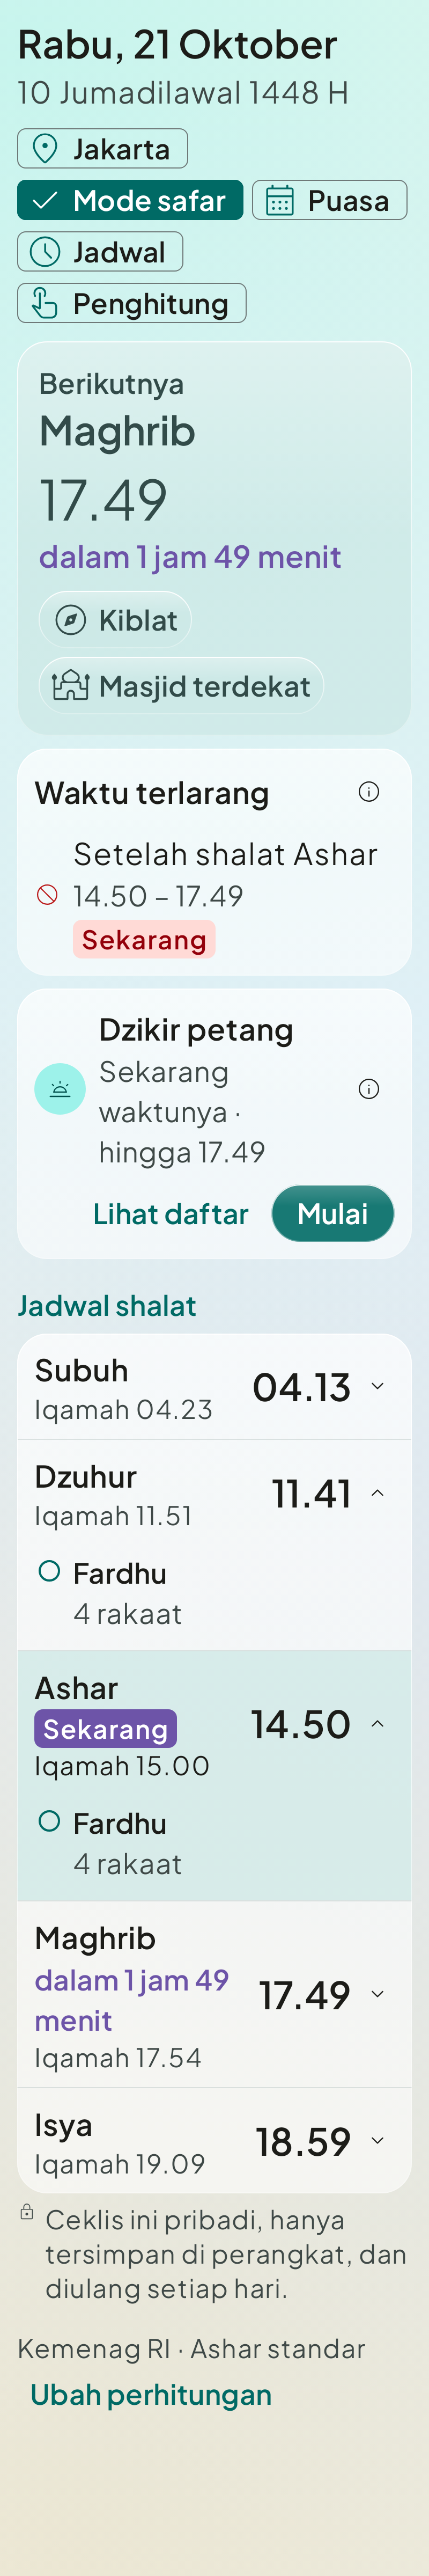 Rabu, 21 Oktober
10 Jumadilawal 1448 H
Jakarta
Mode safar
Puasa
Jadwal
Penghitung
Berikutnya
Maghrib
17.49
dalam 1 jam 49 menit
Kiblat
Masjid terdekat
Waktu terlarang
Setelah shalat Ashar
14.50 – 17.49
Sekarang
Dzikir petang
Sekarang
waktunya ·
hingga 17.49
Lihat daftar
Mulai
Jadwal shalat
Subuh
04.13
Iqamah 04.23
Dzuhur
11.41
Iqamah 11.51
Fardhu
4 rakaat
Ashar
Sekarang
14.50
Iqamah 15.00
Fardhu
4 rakaat
Maghrib
dalam 1 jam 49
menit
17.49
Iqamah 17.54
Isya
18.59
Iqamah 19.09
Ceklis ini pribadi, hanya
tersimpan di perangkat, dan
diulang setiap hari.
Kemenag RI · Ashar standar
Ubah perhitungan